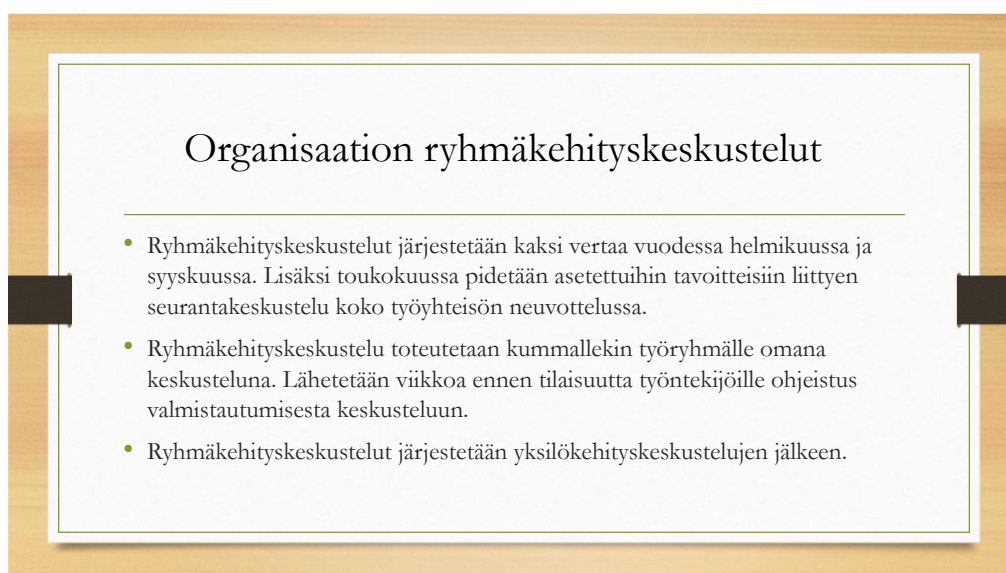 Organisaation ryhmäkehityskeskustelut
• Ryhmäkehityskeskustelut järjestetään kaksi vertaa vuodessa helmikuussa ja
syyskuussa. Lisäksi toukokuussa pidetään asetettuihin tavoitteisiin liittyen
seurantakeskustelu koko työyhteisön neuvottelussa.
• Ryhmäkehityskeskustelu toteutetaan kummallekin työryhmälle omana
keskusteluna. Lähetetään viikkoa ennen tilaisuutta työntekijöille ohjeistus
valmistautumisesta keskusteluun.
• Ryhmäkehityskeskustelut järjestetään yksilökehityskeskustelujen jälkeen.